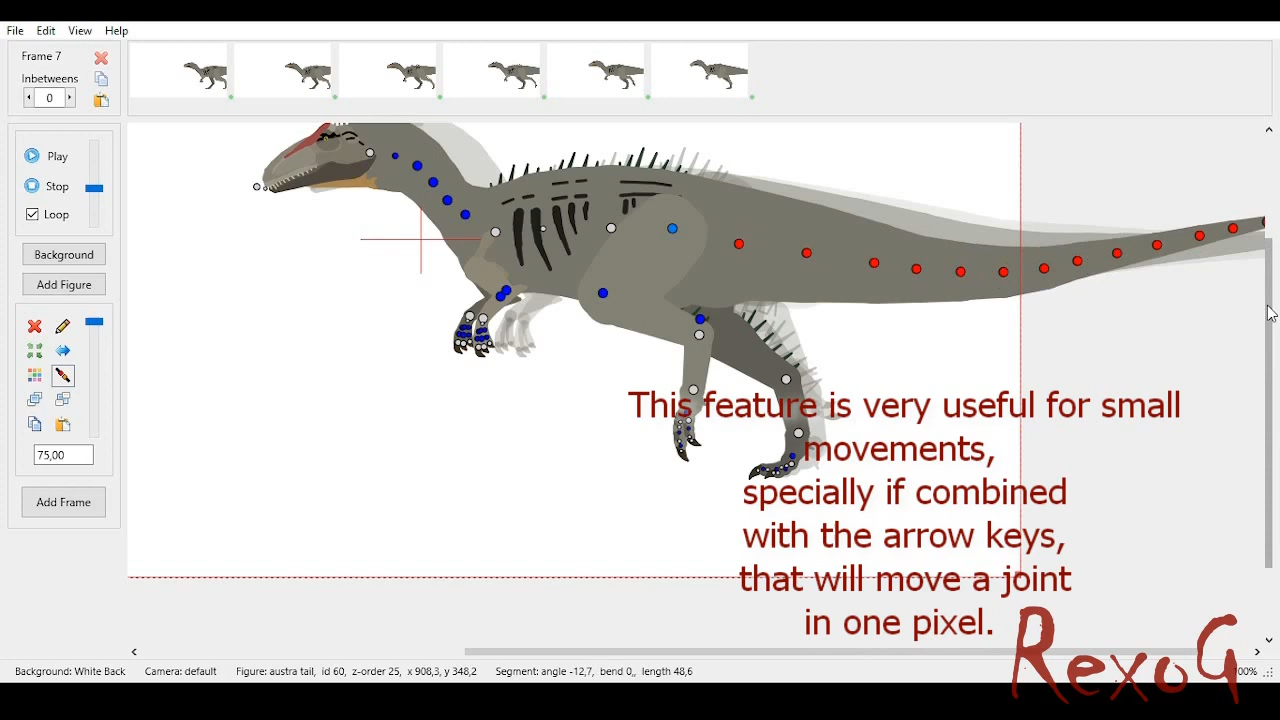 File Edit View Help
Frame 7
Inbetweens
0
Play
Stop
Loop
Background
Add Figure
75,00
Add Frame
This feature is very useful for small
movements,
specially if combined
with the arrow keys,
that will move a joint
in one pixel.
RexoG
Background: White Back Camera: default Figure: austra tail, id 60, z-order 25, x 908,3, y 348,2 Segment: angle -12,7, bend 0,, length 48,6 100%